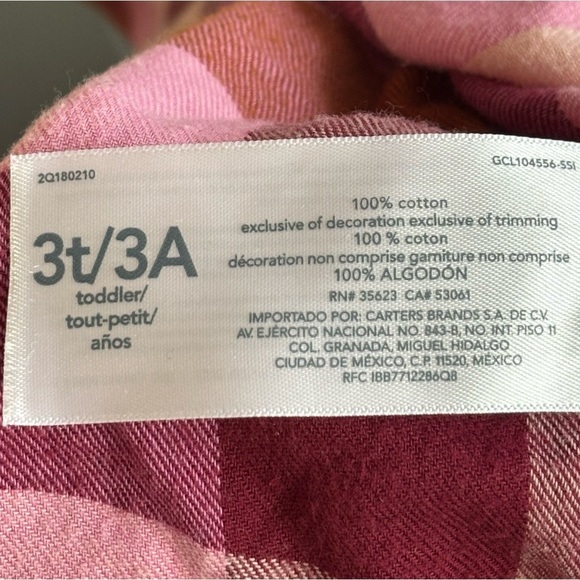 2Q180210
GCL104556-SSI
3t/3A
toddler/
tout-petit/
años
100% cotton
exclusive of decoration exclusive of trimming
100 % coton
décoration non comprise garniture non comprise
100% ALGODÓN
RN# 35623 CA# 53061
IMPORTADO POR: CARTERS BRANDS S.A. DE C.V.
AV. EJÉRCITO NACIONAL NO. 843-B, NO. INT. PISO 11
COL. GRANADA, MIGUEL HIDALGO
CIUDAD DE MÉXICO, C.P. 11520, MÉXICO
RFC IBB7712286Q8